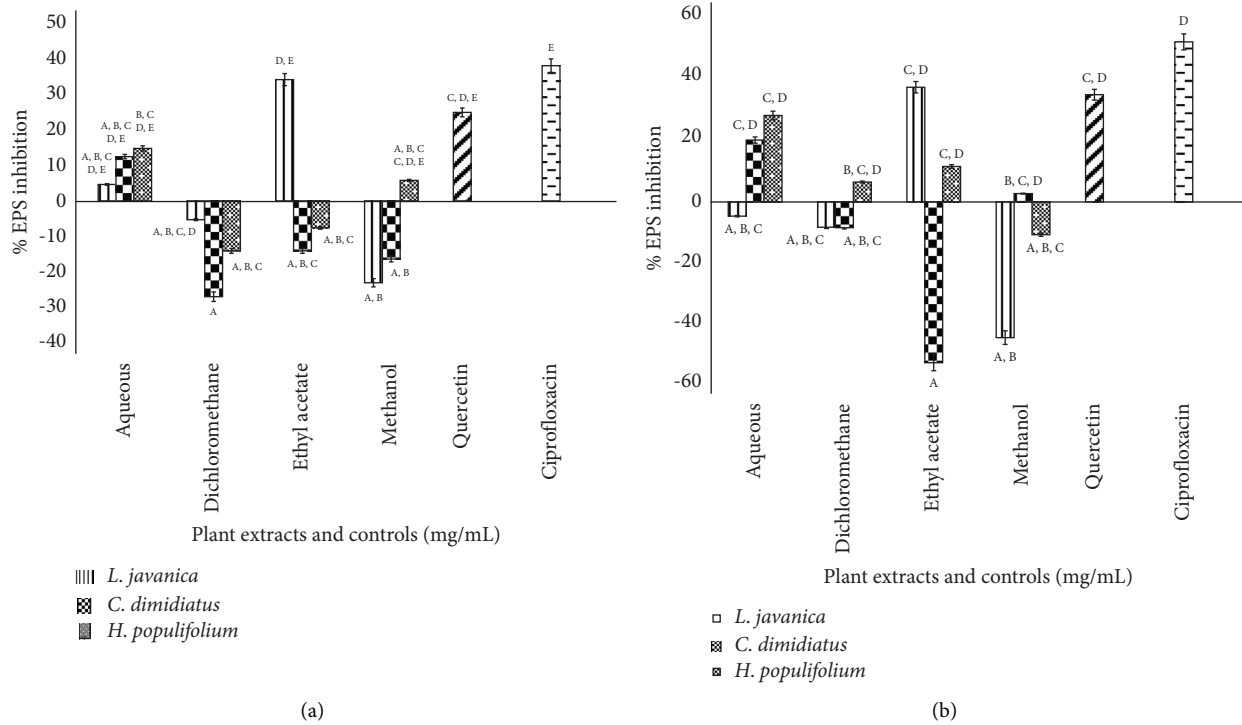 50
40
30
20
10
0
-10
-20
-30
-40
% EPS inhibition
A, B, C
D, E
A, B, C
D, E
B, C
D, E
A, B, C, D
A
A, B, C
D, E
A, B, C
A, B, C
A, B
A, B
A, B, C
C, D, E
C, D, E
E
Aqueous
Dichloromethane
Ethyl acetate
Methanol
Quercetin
Ciprofloxacin
Plant extracts and controls (mg/mL)
L. javanica
C. dimidiatus
H. populifolium
(a)
60
40
20
0
-20
-40
-60
% EPS inhibition
A, B, C
C, D
C, D
A, B, C
A, B, C
B, C, D
C, D
A
C, D
A, B
B, C, D
A, B, C
C, D
D
Aqueous
Dichloromethane
Ethyl acetate
Methanol
Quercetin
Ciprofloxacin
Plant extracts and controls (mg/mL)
L. javanica
C. dimidiatus
H. populifolium
(b)